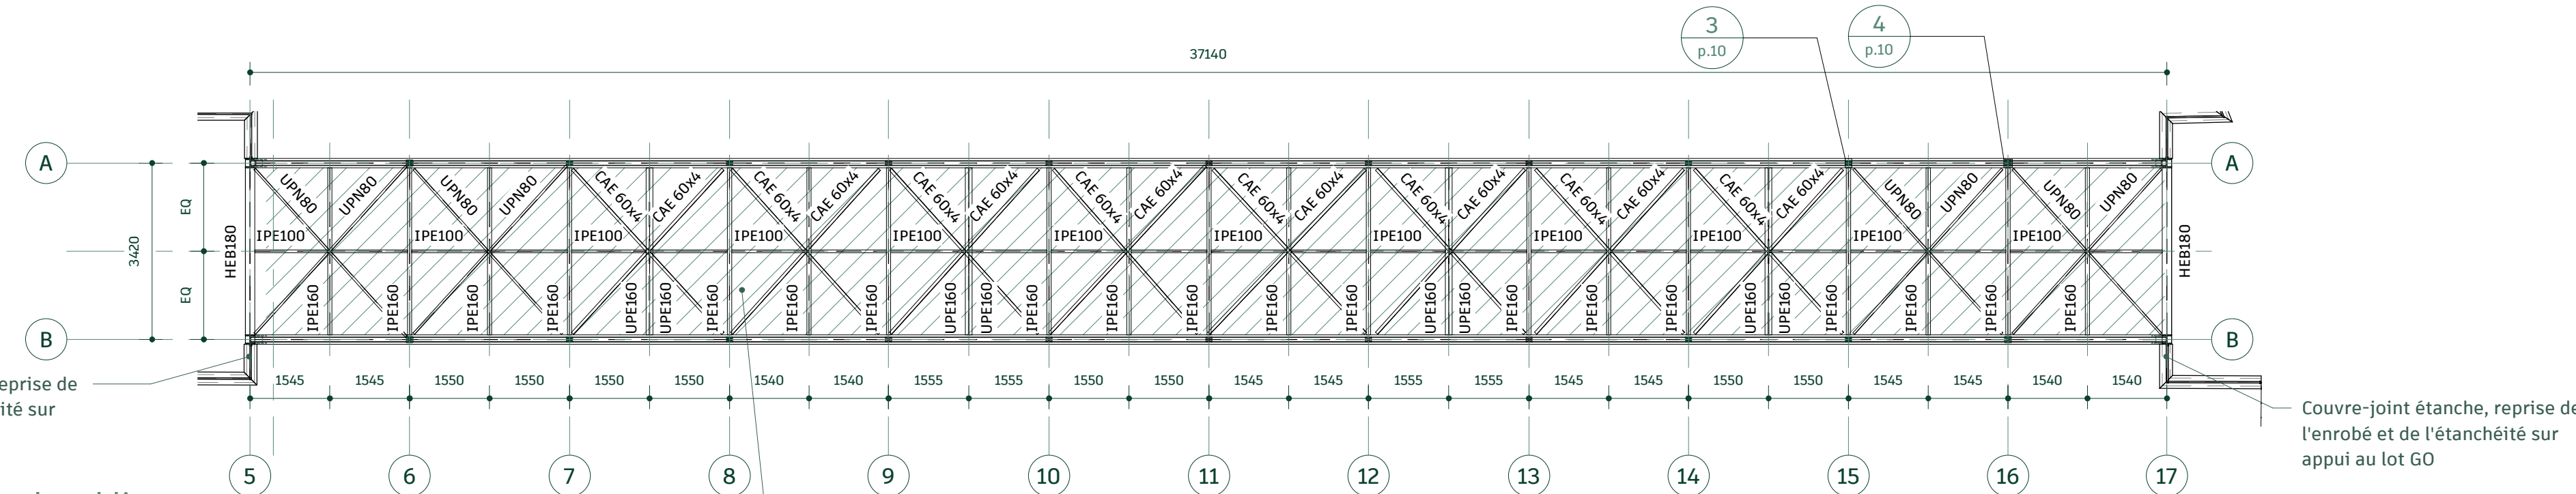 3
p.10
4
p.10
37140
A
A
UPN80 UPN80 UPN80 UPN80 CAE 60x4 CAE 60x4 CAE 60x4 CAE 60x4 CAE 60x4 CAE 60x4 CAE 60x4 CAE 60x4 CAE 60x4 CAE 60x4 CAE 60x4 CAE 60x4 CAE 60x4 CAE 60x4 CAE 60x4 CAE 60x4 UPN80 UPN80 UPN80 UPN80
EQ
3420
HEB180
IPE100 IPE100 IPE100 IPE100 IPE100 IPE100 IPE100 IPE100 IPE100 IPE100 IPE100 IPE100
HEB180
EQ
IPE160 IPE160 IPE160 IPE160 UPE160 UPE160 IPE160 IPE160 IPE160 UPE160 UPE160 IPE160 IPE160 IPE160 IPE160 IPE160 UPE160 UPE160 IPE160 IPE160 IPE160 UPE160 UPE160 IPE160 IPE160 IPE160 IPE160
B
B
1545 1545 1550 1550 1550 1550 1540 1540 1555 1555 1550 1550 1545 1545 1555 1555 1545 1545 1550 1550 1545 1545 1540 1540
eprise de
ité sur
Couvre-joint étanche, reprise de
l'enrobé et de l'étanchéité sur
appui au lot GO
5 6 7 8 9 10 11 12 13 14 15 16 17